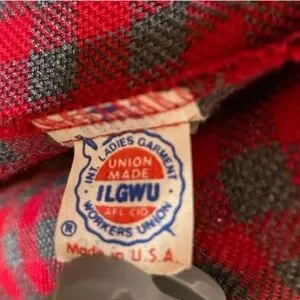 INT. LADIES GARMENT
UNION
MADE
ILGWU
AFL CIO
WORKERS UNION
®
Made in U.S.A.